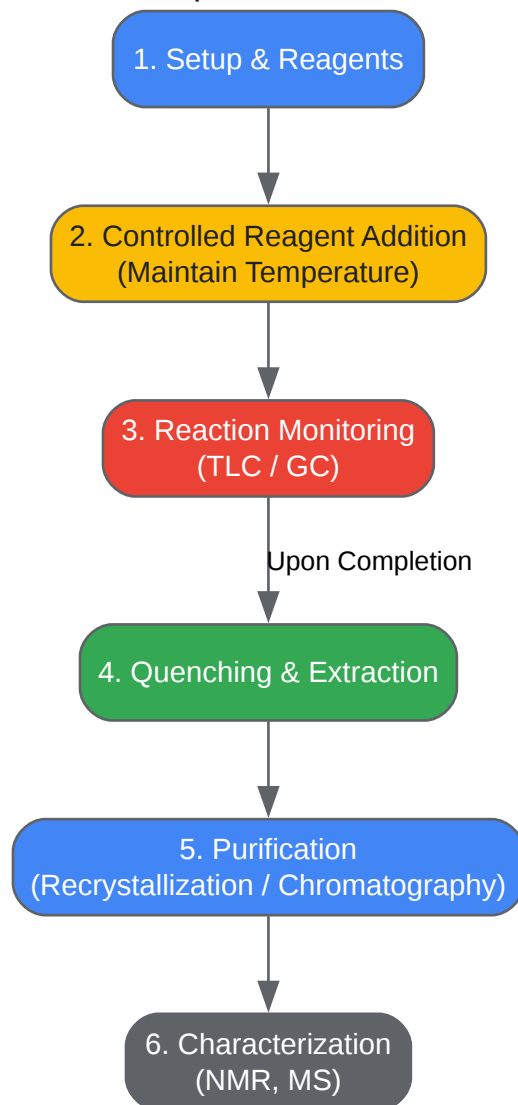 1. Setup & Reagents
2. Controlled Reagent Addition
(Maintain Temperature)
3. Reaction Monitoring
(TLC / GC)
Upon Completion
4. Quenching & Extraction
5. Purification
(Recrystallization / Chromatography)
6. Characterization
(NMR, MS)